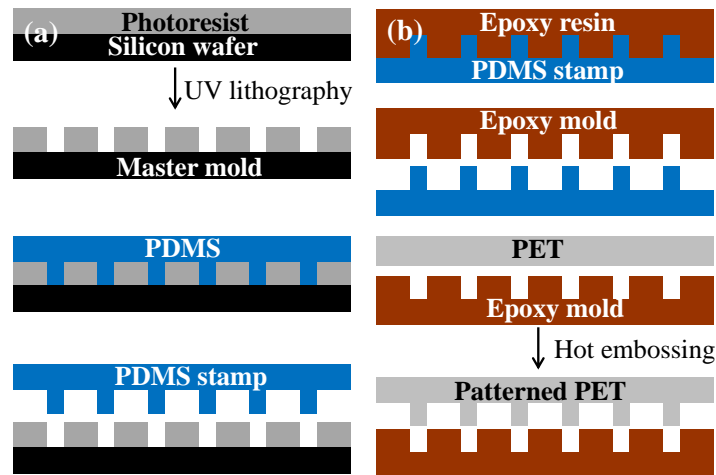 (a)
Photoresist
Silicon wafer
UV lithography
Master mold
PDMS
PDMS stamp
(b)
Epoxy resin
PDMS stamp
Epoxy mold
PET
Epoxy mold
Hot embossing
Patterned PET